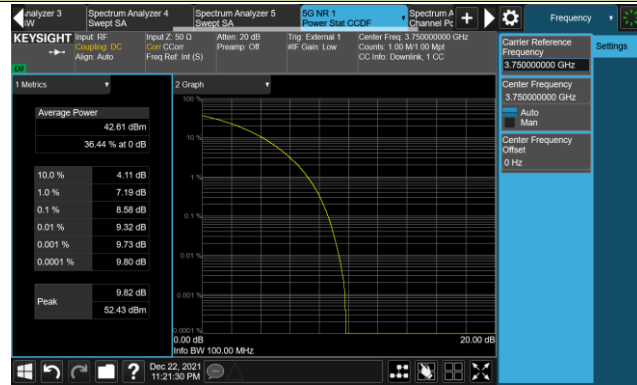 nalyzer 3
Spectrum Analyzer 4
Swept SA
Spectrum Analyzer 5
Swept SA
5G NR 1
Power Stat CCDF
Spectrum A
Channel Po
+
Frequency
KEYSIGHT
Input: RF
Coupling: DC
Align: Auto
Input Z: 50 Ω
Corr CCorr
Freq Ref: Int (S)
Atten: 20 dB
Preamp: Off
Trig: External 1
#IF Gain: Low
Center Freq: 3.750000000 GHz
Counts: 1.00 M/1.00 Mpt
CC Info: Downlink, 1 CC
Carrier Reference
Frequency
3.750000000 GHz
Settings
Center Frequency
3.750000000 GHz
Auto
Man
Center Frequency
Offset
0 Hz
1 Metrics
Average Power
42.61 dBm
36.44 % at 0 dB
10.0 % 4.11 dB
1.0 % 7.19 dB
0.1 % 8.58 dB
0.01 % 9.32 dB
0.001 % 9.73 dB
0.0001 % 9.80 dB
Peak 9.82 dB
52.43 dBm
2 Graph
100 %
10 %
1 %
0.1 %
0.01 %
0.001 %
0.0001 %
0.00 dB 20.00 dB
Info BW 100.00 MHz
?
Dec 22, 2021
11:21:30 PM